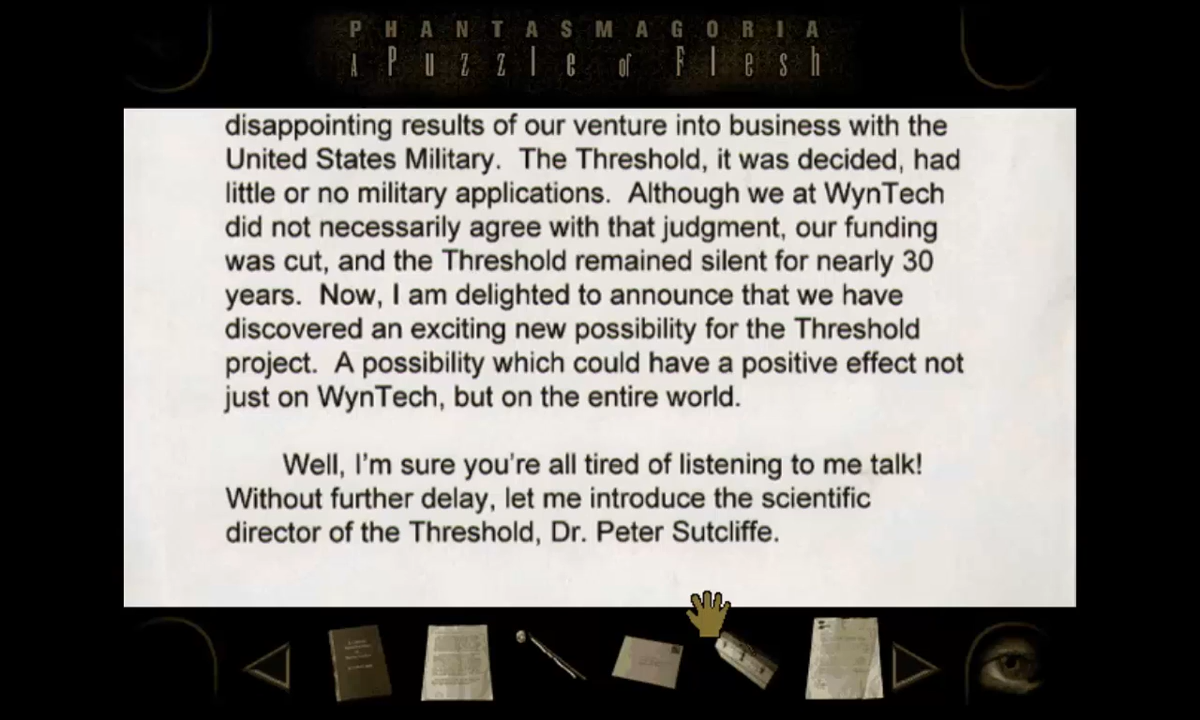 PHANTASMAGORIA
A Puzzle of Flesh
disappointing results of our venture into business with the
United States Military.  The Threshold, it was decided, had
little or no military applications.  Although we at WynTech
did not necessarily agree with that judgment, our funding
was cut, and the Threshold remained silent for nearly 30
years.  Now, I am delighted to announce that we have
discovered an exciting new possibility for the Threshold
project.  A possibility which could have a positive effect not
just on WynTech, but on the entire world.
Well, I'm sure you're all tired of listening to me talk!
Without further delay, let me introduce the scientific
director of the Threshold, Dr. Peter Sutcliffe.